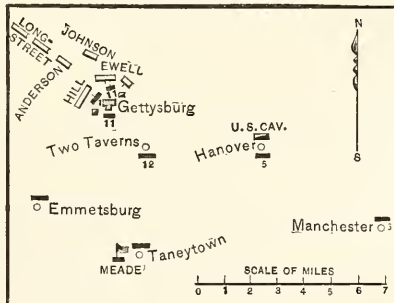 LONG-
STREET
JOHNSON
ANDERSON
EWELL
HILL
Gettysburg
11
Two Taverns
12
U.S. CAV.
Hanover
5
N
S
Emmetsburg
Manchester
Taneytown
MEADE
SCALE OF MILES
0 1 2 3 4 5 6 7